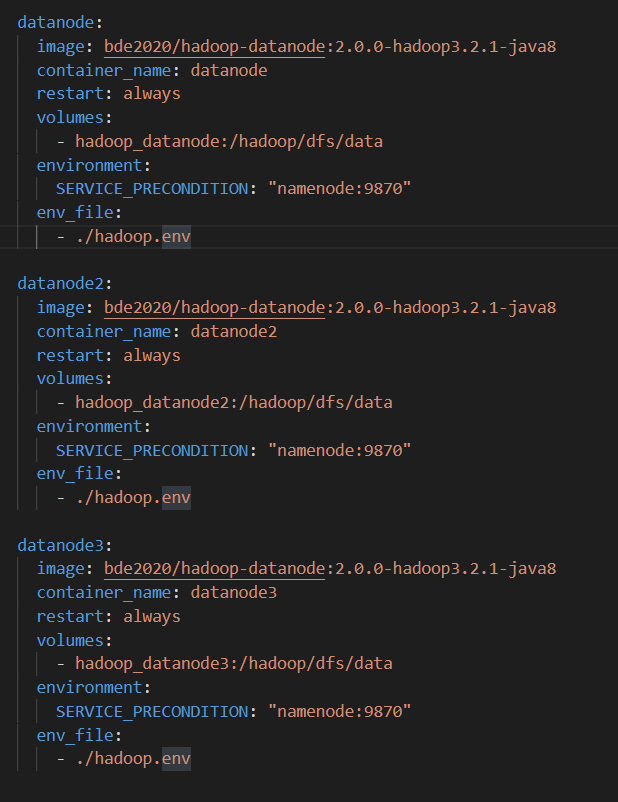 datanode:
image: bde2020/hadoop-datanode:2.0.0-hadoop3.2.1-java8
container_name: datanode
restart: always
volumes:
- hadoop_datanode:/hadoop/dfs/data
environment:
SERVICE_PRECONDITION: "namenode:9870"
env_file:
- ./hadoop.env
datanode2:
image: bde2020/hadoop-datanode:2.0.0-hadoop3.2.1-java8
container_name: datanode2
restart: always
volumes:
- hadoop_datanode2:/hadoop/dfs/data
environment:
SERVICE_PRECONDITION: "namenode:9870"
env_file:
- ./hadoop.env
datanode3:
image: bde2020/hadoop-datanode:2.0.0-hadoop3.2.1-java8
container_name: datanode3
restart: always
volumes:
- hadoop_datanode3:/hadoop/dfs/data
environment:
SERVICE_PRECONDITION: "namenode:9870"
env_file:
- ./hadoop.env